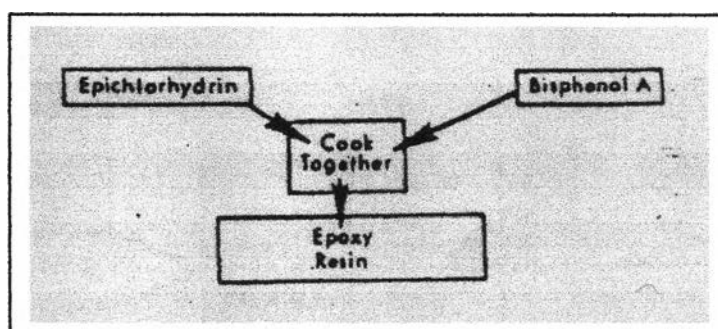 Epichlorhydrin
Bisphenol A
Cook
Together
Epoxy
Resin